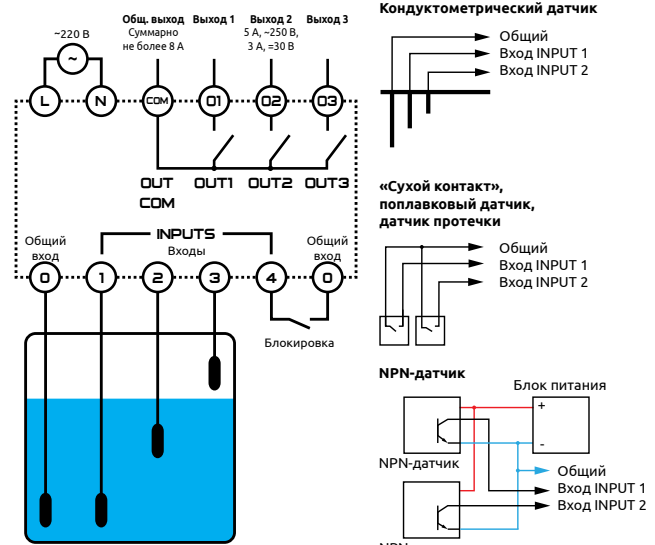 Общ. выход
Суммарно
не более 8 А
Выход 1
Выход 2
5 А, ~250 В,
3 А, =30 В
Выход 3
~220 В
~
L
N
COM
01
02
03
OUT
COM
OUT1
OUT2
OUT3
INPUTS
Входы
Общий
вход
Общий
вход
0
1
2
3
4
0
Блокировка
Кондуктометрический датчик
Общий
Вход INPUT 1
Вход INPUT 2
«Сухой контакт»,
поплавковый датчик,
датчик протечки
Общий
Вход INPUT 1
Вход INPUT 2
NPN-датчик
Блок питания
+
-
NPN-датчик
Общий
Вход INPUT 1
Вход INPUT 2